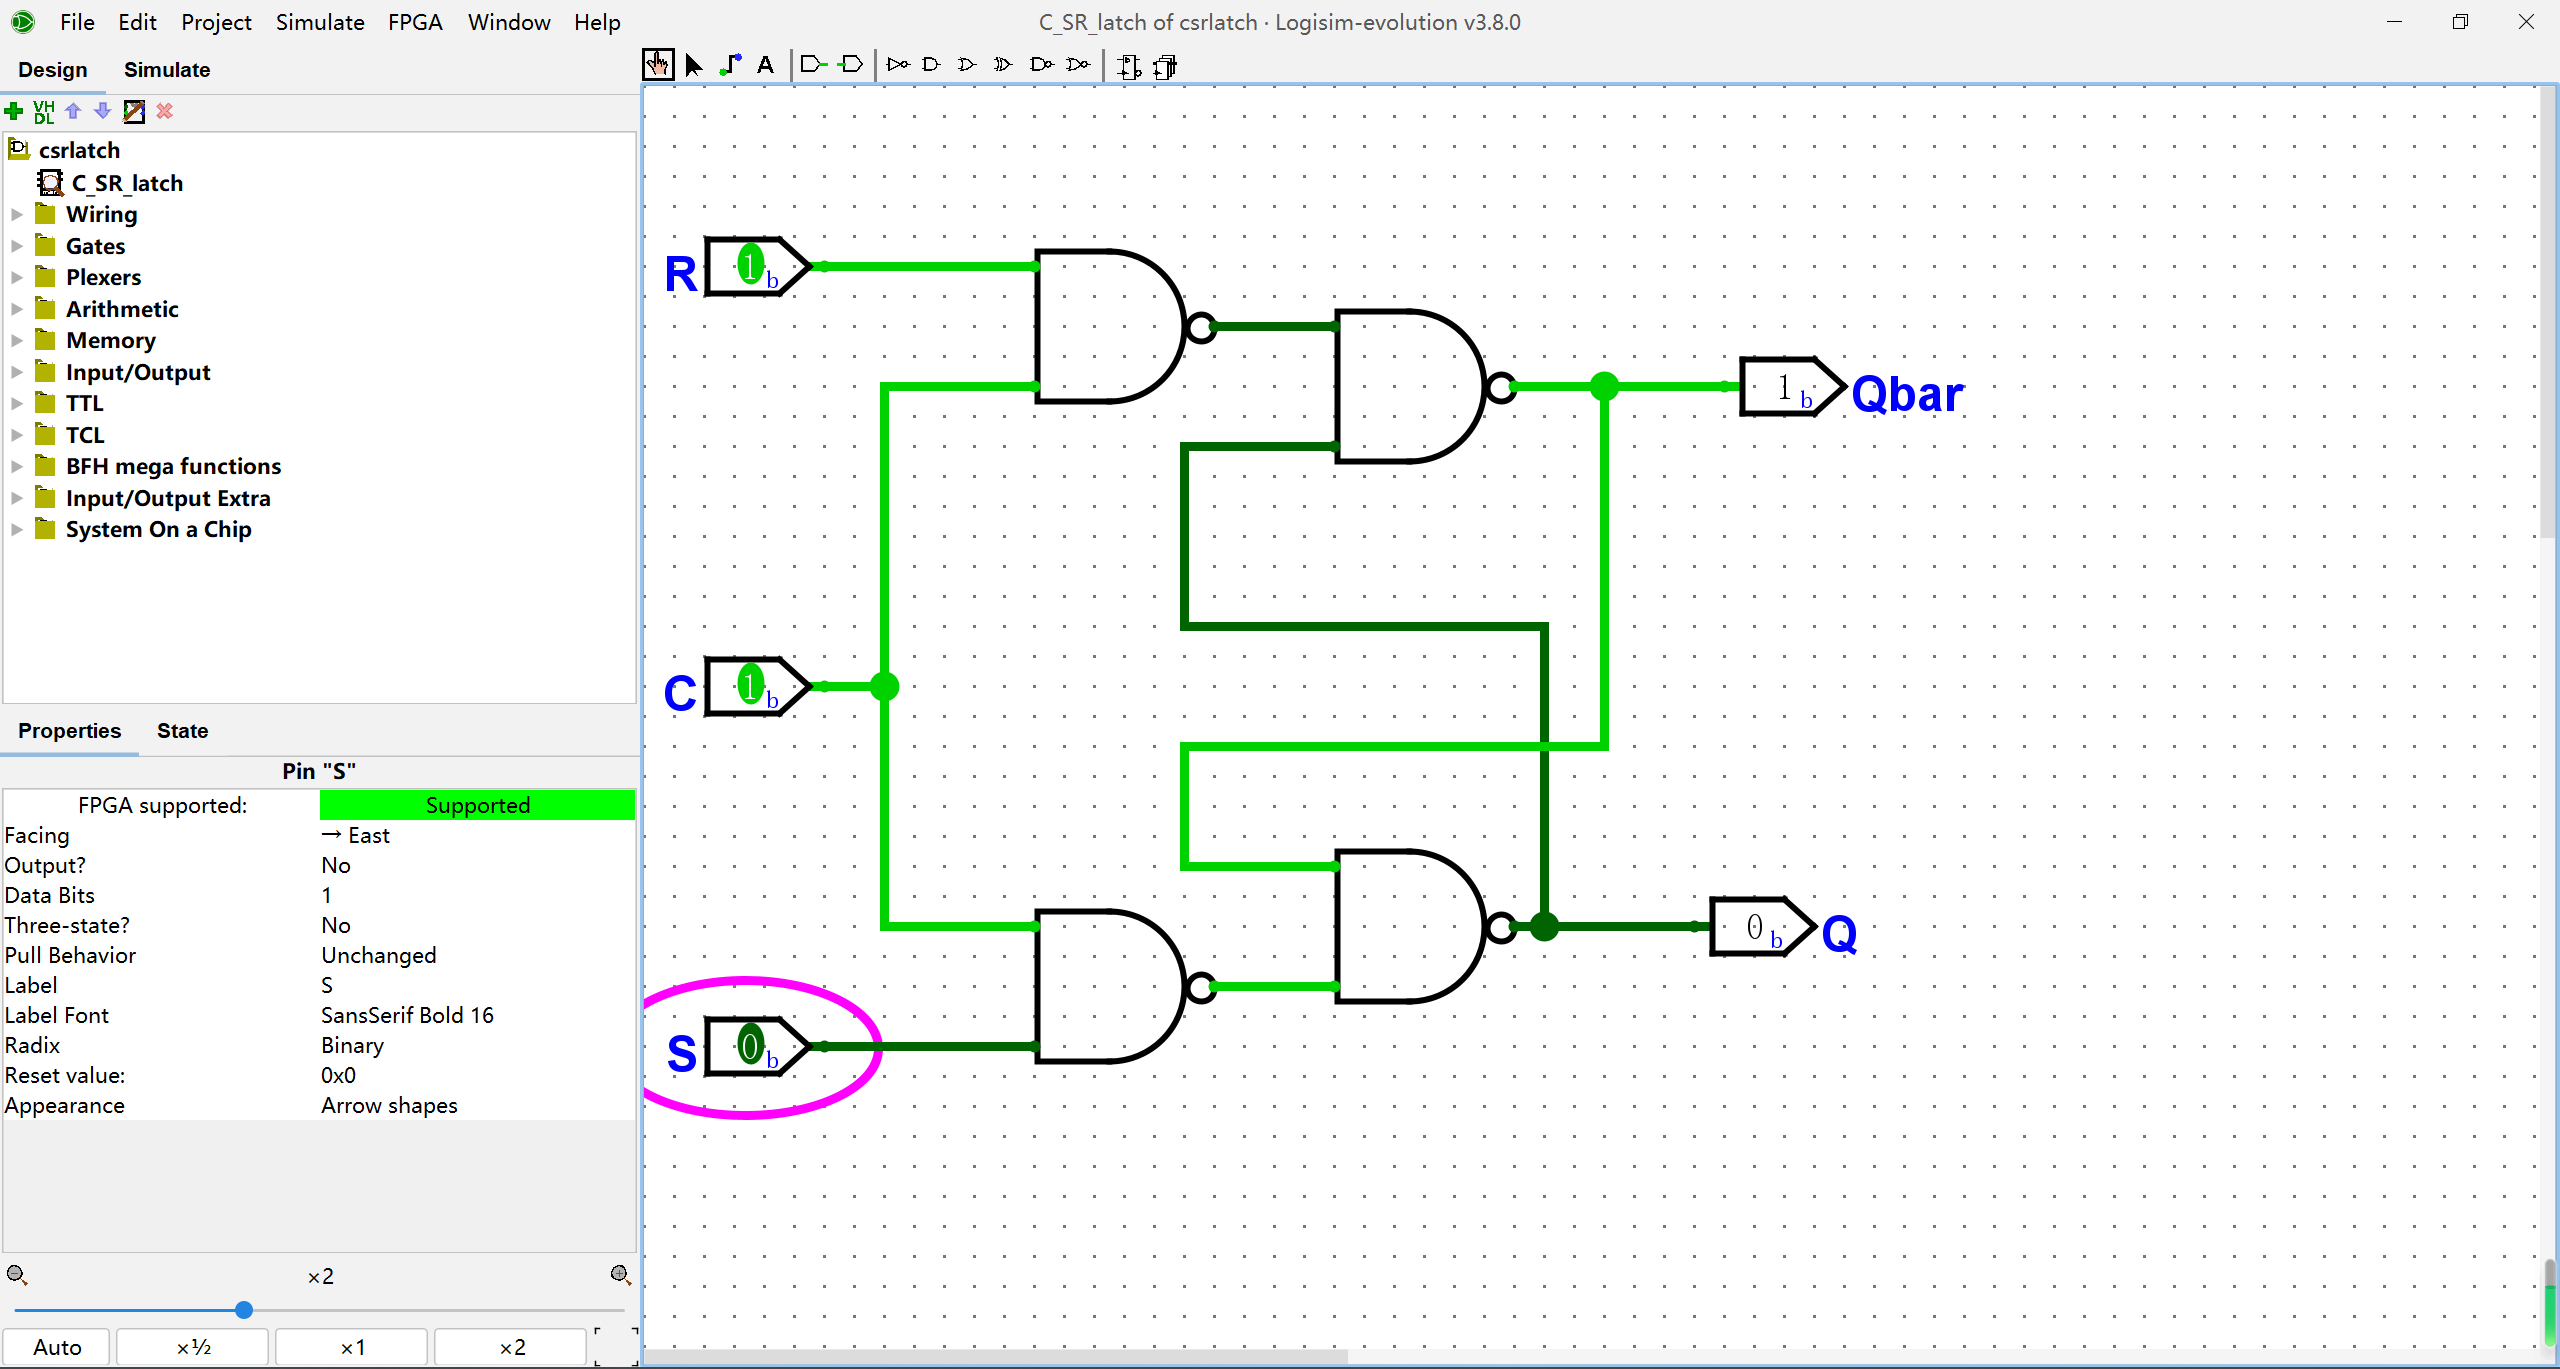 File Edit Project Simulate FPGA Window Help
C_SR_latch of csrlatch · Logisim-evolution v3.8.0
Design Simulate
A
VH
DL
csrlatch
C_SR_latch
Wiring
Gates
Plexers
Arithmetic
Memory
Input/Output
TTL
TCL
BFH mega functions
Input/Output Extra
System On a Chip
Properties State
Pin "S"
FPGA supported: Supported
Facing → East
Output? No
Data Bits 1
Three-state? No
Pull Behavior Unchanged
Label S
Label Font SansSerif Bold 16
Radix Binary
Reset value: 0x0
Appearance Arrow shapes
×2
Auto ×½ ×1 ×2
R 1 b
1 b Qbar
C 1 b
0 b Q
S 0 b